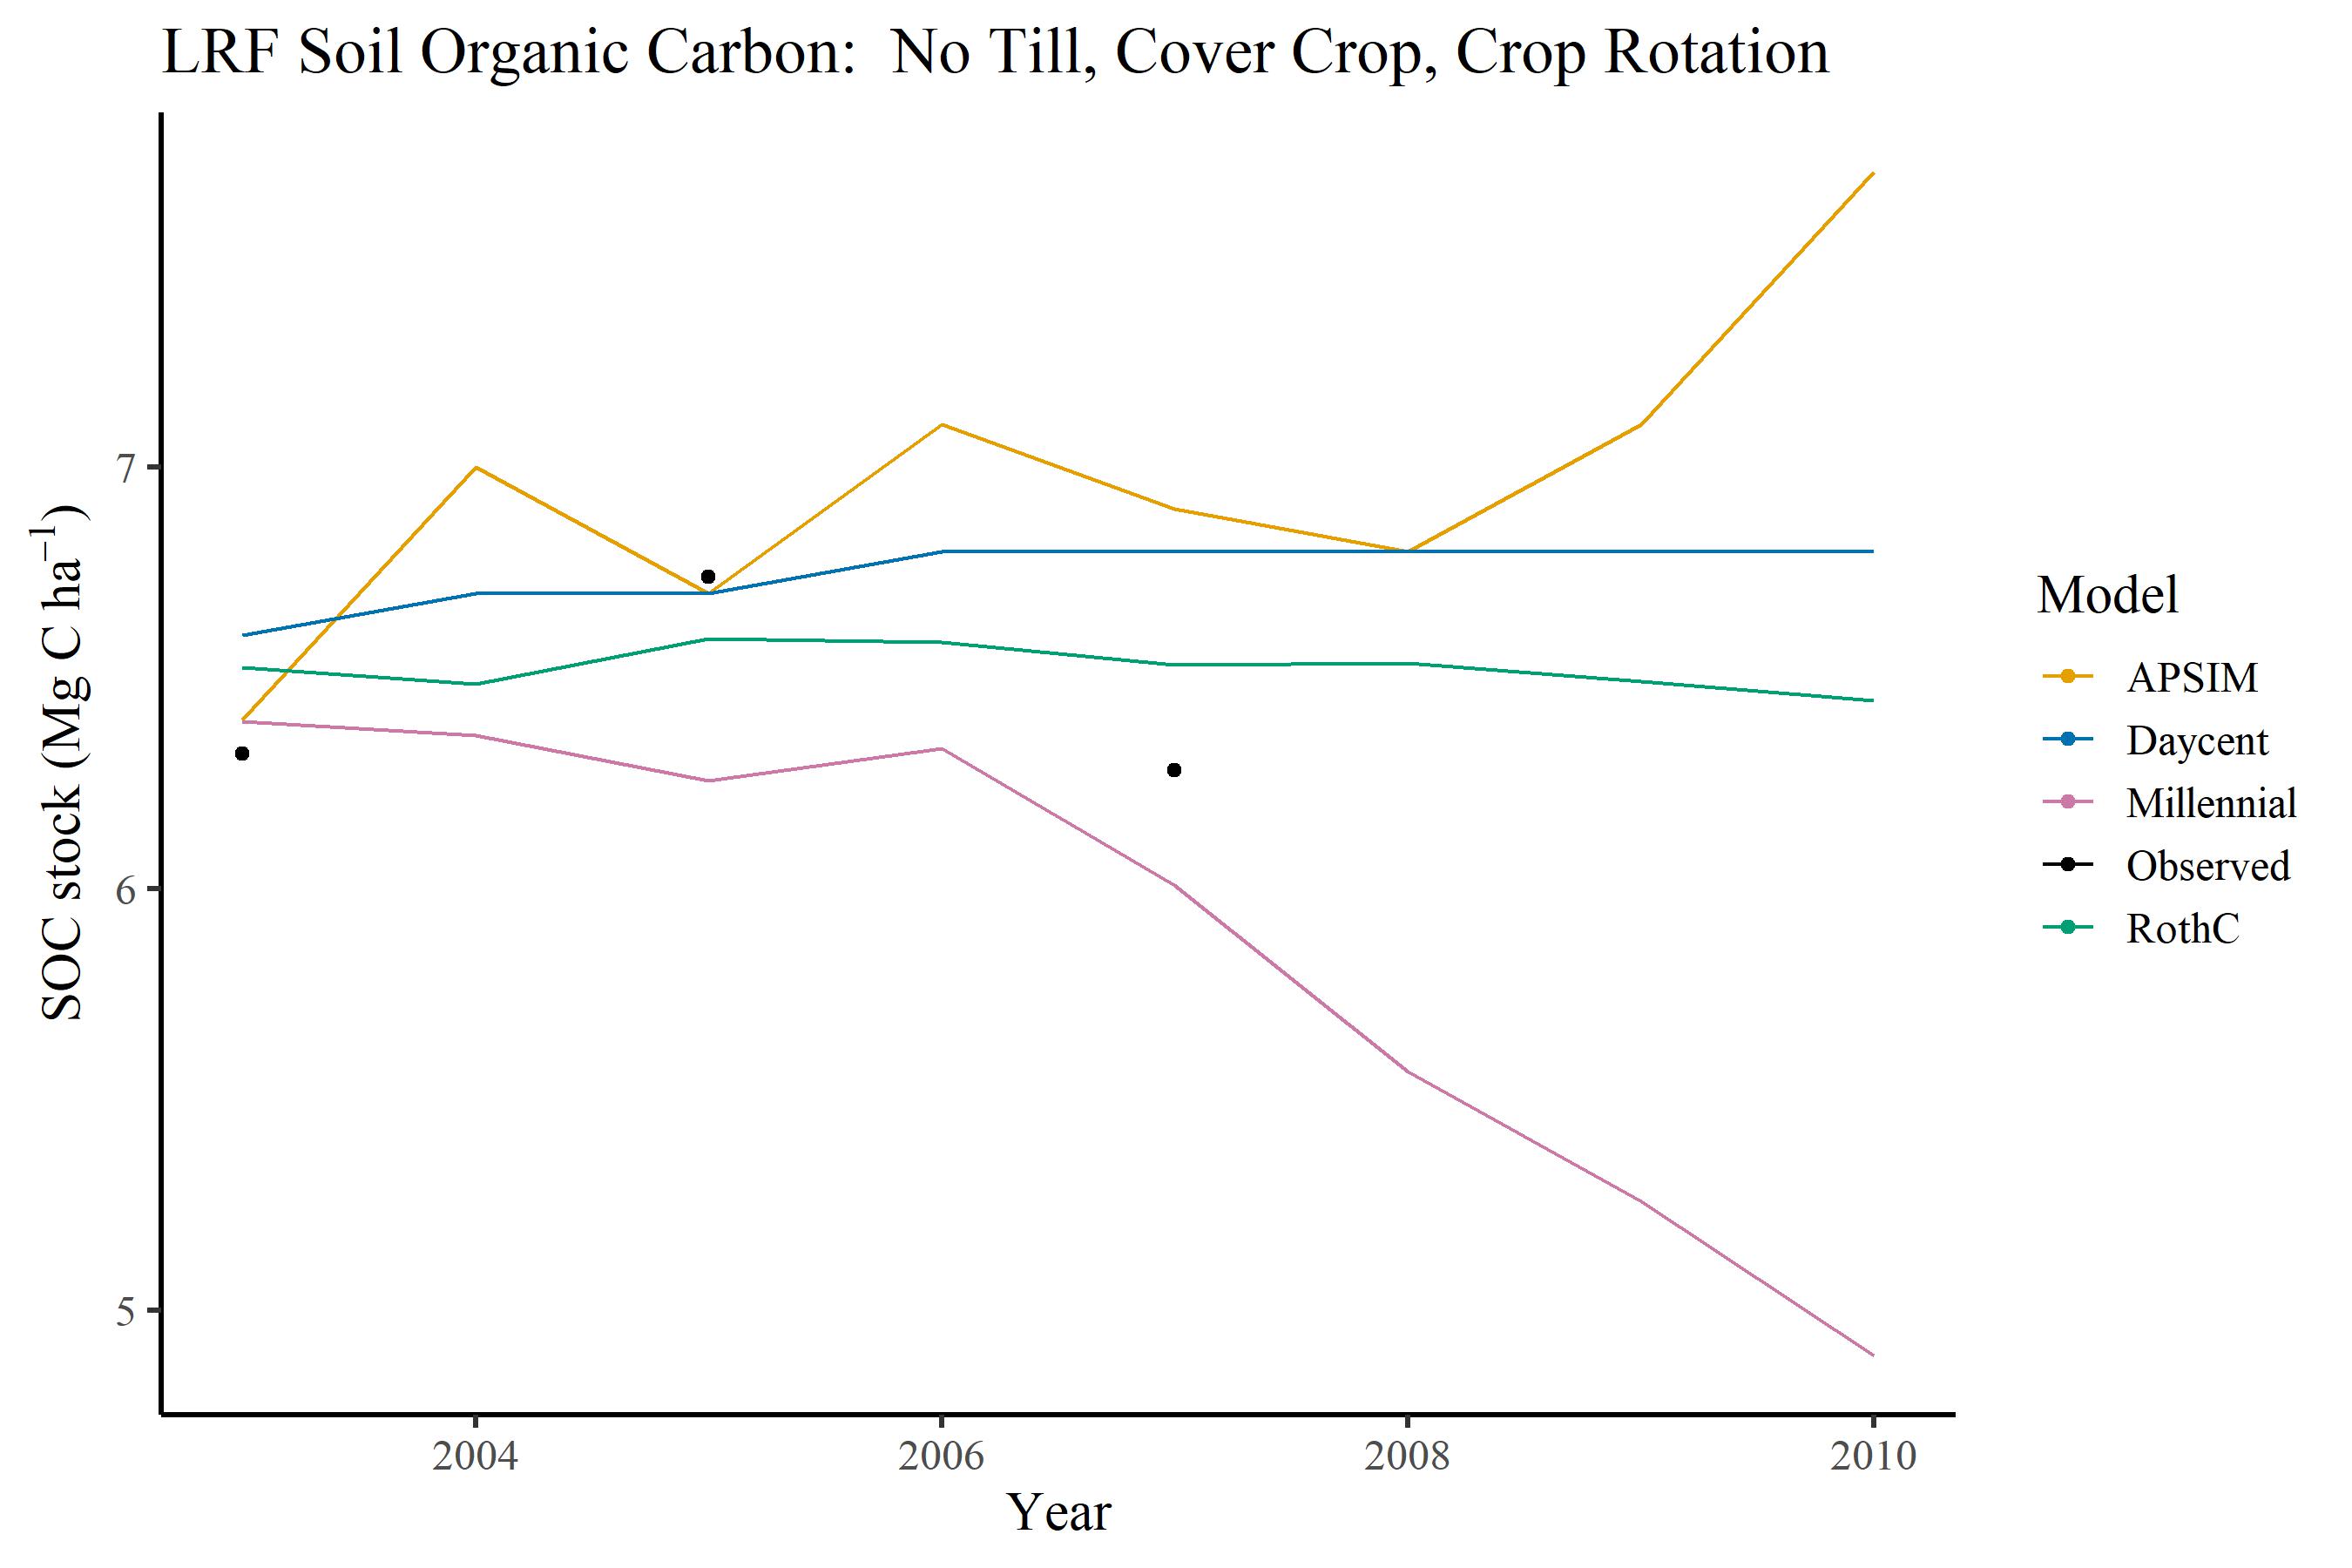 LRF Soil Organic Carbon:  No Till, Cover Crop, Crop Rotation
SOC stock (Mg C ha⁻¹)
7
6
5
2004
2006
2008
2010
Year
Model
APSIM
Daycent
Millennial
Observed
RothC